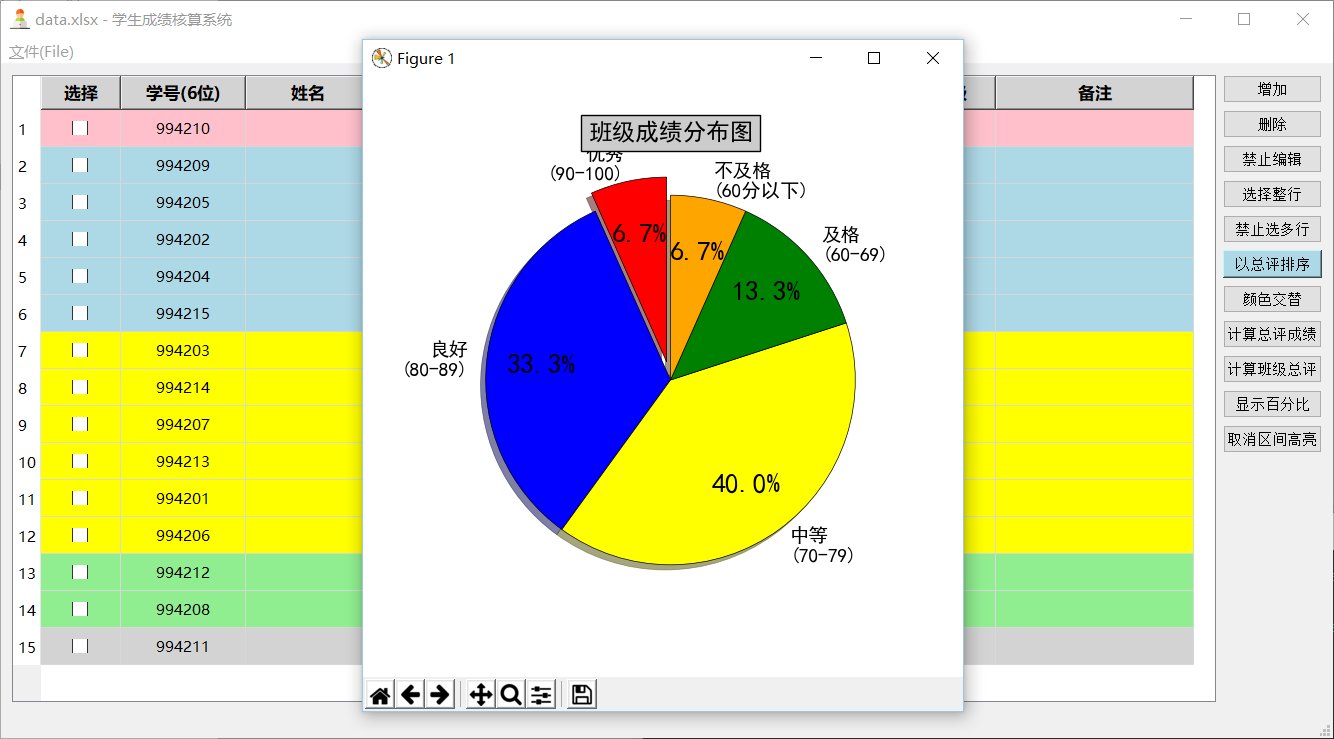 data.xlsx - 学生成绩核算系统
文件(File)
选择 学号(6位) 姓名 备注
1 994210
2 994209
3 994205
4 994202
5 994204
6 994215
7 994203
8 994214
9 994207
10 994213
11 994201
12 994206
13 994212
14 994208
15 994211
Figure 1
班级成绩分布图
优秀
(90-100)
6.7%
不及格
(60分以下)
6.7%
及格
(60-69)
13.3%
良好
(80-89)
33.3%
40.0%
中等
(70-79)
增加
删除
禁止编辑
选择整行
禁止选多行
以总评排序
颜色交替
计算总评成绩
计算班级总评
显示百分比
取消区间高亮